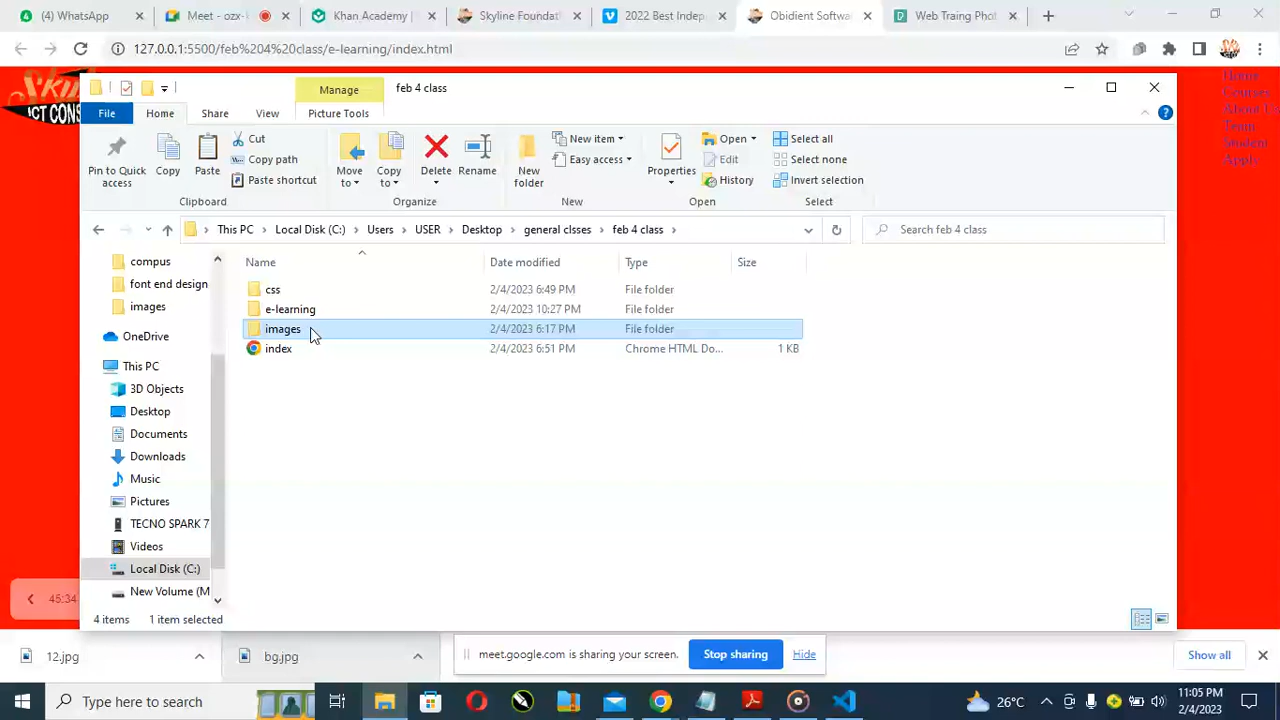 (4) WhatsApp
Meet - ozx-
Khan Academy |
Skyline Foundat
2022 Best Indep
Obidient Softwa
Web Traing Phot
127.0.0.1:5500/feb%204%20class/e-learning/index.html
ICT CONS
Home
Courses
About Us
Team
Student
Apply
Manage
feb 4 class
File
Home
Share
View
Picture Tools
Pin to Quick access
Copy
Paste
Cut
Copy path
Paste shortcut
Clipboard
Move to
Copy to
Delete
Rename
Organize
New folder
New item
Easy access
New
Properties
Open
Edit
History
Open
Select all
Select none
Invert selection
Select
This PC > Local Disk (C:) > Users > USER > Desktop > general clsses > feb 4 class >
Search feb 4 class
compus
font end design
images
OneDrive
This PC
3D Objects
Desktop
Documents
Downloads
Music
Pictures
TECNO SPARK 7
Videos
Local Disk (C:)
New Volume (M
Name
Date modified
Type
Size
css 2/4/2023 6:49 PM File folder
e-learning 2/4/2023 10:27 PM File folder
images 2/4/2023 6:17 PM File folder
index 2/4/2023 6:51 PM Chrome HTML Do... 1 KB
45:34
4 items 1 item selected
12.jpg
bg.jpg
meet.google.com is sharing your screen.
Stop sharing
Hide
Show all
Type here to search
26°C
11:05 PM
2/4/2023